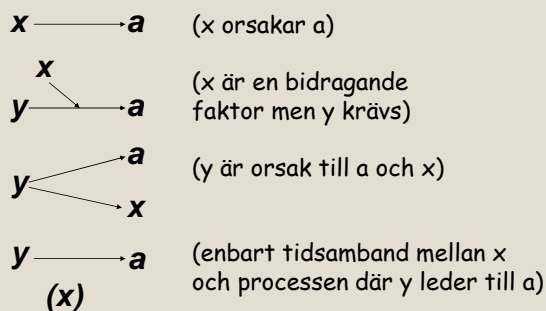 x a (x orsakar a)
x
(x är en bidragande
y a faktor men y krävs)
a
(y är orsak till a och x)
y
x
y a (enbart tidsamband mellan x
och processen där y leder till a)
(x)